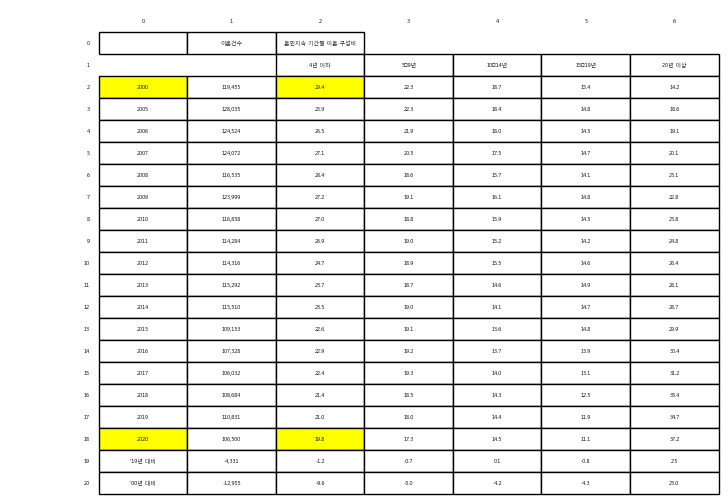 0 1 2 3 4 5 6
0 이혼건수 혼인지속 기간별 이혼 구성비
1 4년 이하 5□9년 10□14년 15□19년 20년 이상
2 2000 119,455 29.4 22.3 18.7 15.4 14.2
3 2005 128,035 25.9 22.3 18.4 14.8 18.6
4 2006 124,524 26.5 21.9 18.0 14.5 19.1
5 2007 124,072 27.1 20.5 17.5 14.7 20.1
6 2008 116,535 28.4 18.6 15.7 14.1 23.1
7 2009 123,999 27.2 19.1 16.1 14.8 22.8
8 2010 116,858 27.0 18.8 15.9 14.5 23.8
9 2011 114,284 26.9 19.0 15.2 14.2 24.8
10 2012 114,316 24.7 18.9 15.5 14.6 26.4
11 2013 115,292 23.7 18.7 14.6 14.9 28.1
12 2014 115,510 23.5 19.0 14.1 14.7 28.7
13 2015 109,153 22.6 19.1 13.6 14.8 29.9
14 2016 107,328 22.9 19.2 13.7 13.9 30.4
15 2017 106,032 22.4 19.3 14.0 13.1 31.2
16 2018 108,684 21.4 18.5 14.3 12.5 33.4
17 2019 110,831 21.0 18.0 14.4 11.9 34.7
18 2020 106,500 19.8 17.3 14.5 11.1 37.2
19 '19년 대비 -4,331 -1.2 -0.7 0.1 -0.8 2.5
20 '00년 대비 -12,955 -9.6 -5.0 -4.2 -4.3 23.0